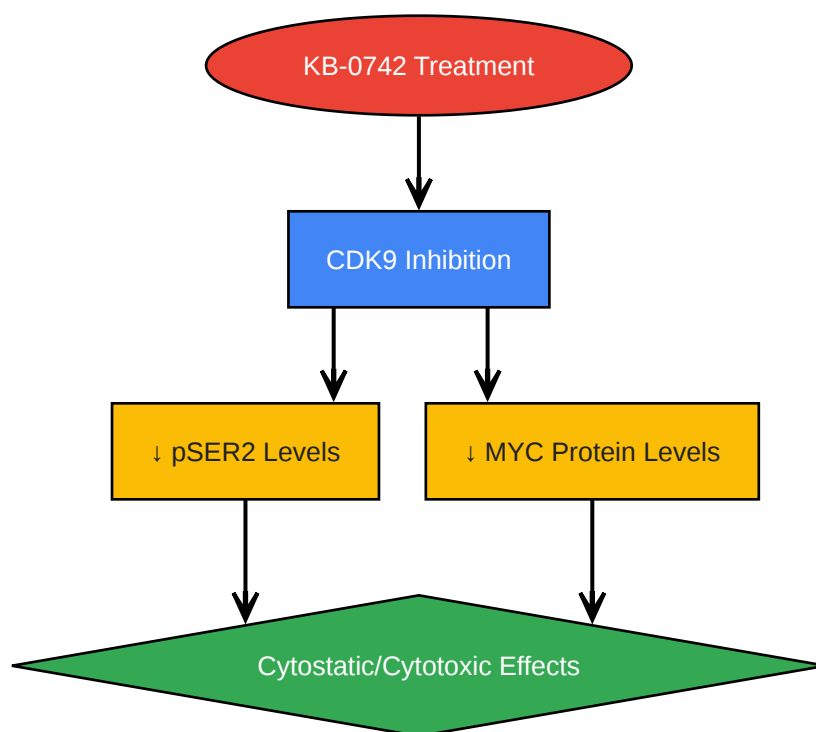 KB-0742 Treatment
CDK9 Inhibition
↓ pSER2 Levels
↓ MYC Protein Levels
Cytostatic/Cytotoxic Effects